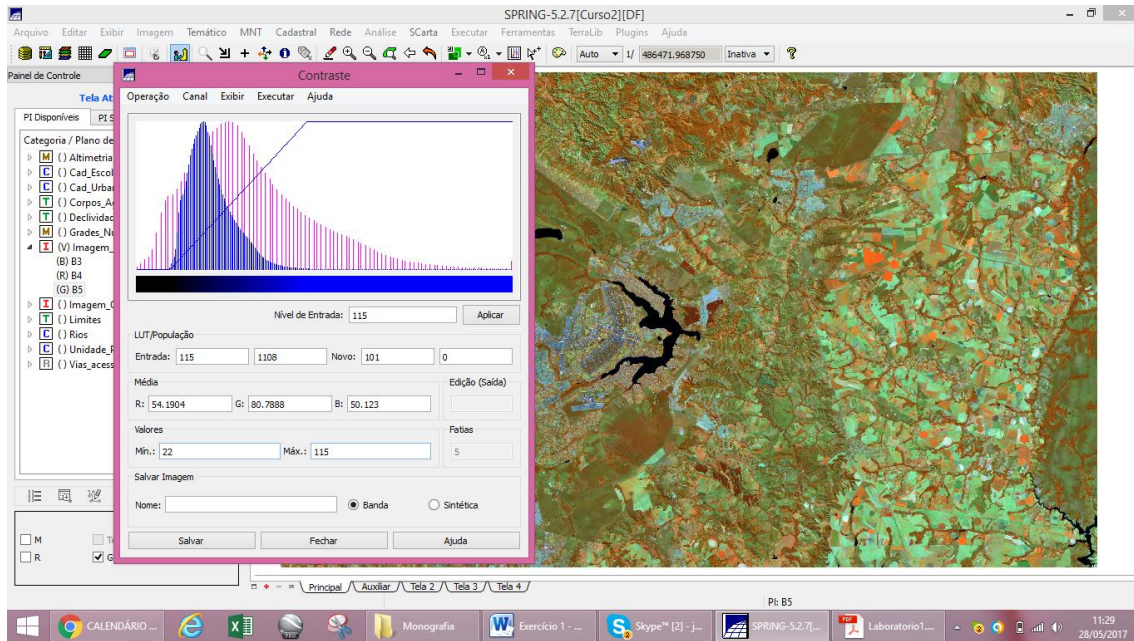 SPRING-5.2.7[Curso2][DF]
Arquivo Editar Exibir Imagem Temático MNT Cadastral Rede Análise SCarta Executar Ferramentas TerraLib Plugins Ajuda
Auto 1/ 486471.968750 Inativa
Painel de Controle
Tela At
PI Disponíveis PI S
Categoria / Plano de
M () Altimetria
C () Cad_Escol
C () Cad_Urba
T () Corpos_A
T () Declividad
M () Grades_Nu
I (V) Imagem_
(B) B3
(R) B4
(G) B5
I () Imagem_
T () Limites
C () Rios
C () Unidade_
R () Vias_acess
M
R G
Contraste
Operação Canal Exibir Executar Ajuda
Nível de Entrada: 115 Aplicar
LUT/População
Entrada: 115 1108 Novo: 101 0
Média Edição (Saída)
R: 54.1904 G: 80.7888 B: 50.123
Valores Fatias
Mín.: 22 Máx.: 115 5
Salvar Imagem
Nome: Banda Sintética
Salvar Fechar Ajuda
Principal Auxiliar Tela 2 Tela 3 Tela 4
PI: B5
CALENDÁRIO ... Monografia Exercício 1 - ... Skype™ [2] - j... SPRING-5.2.7[... Laboratorio1....
11:29
28/05/2017